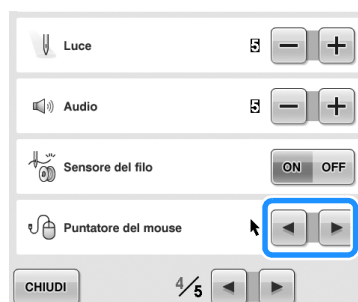 Luce 5 − +
Audio 5 − +
Sensore del filo ON OFF
Puntatore del mouse
CHIUDI 4/5